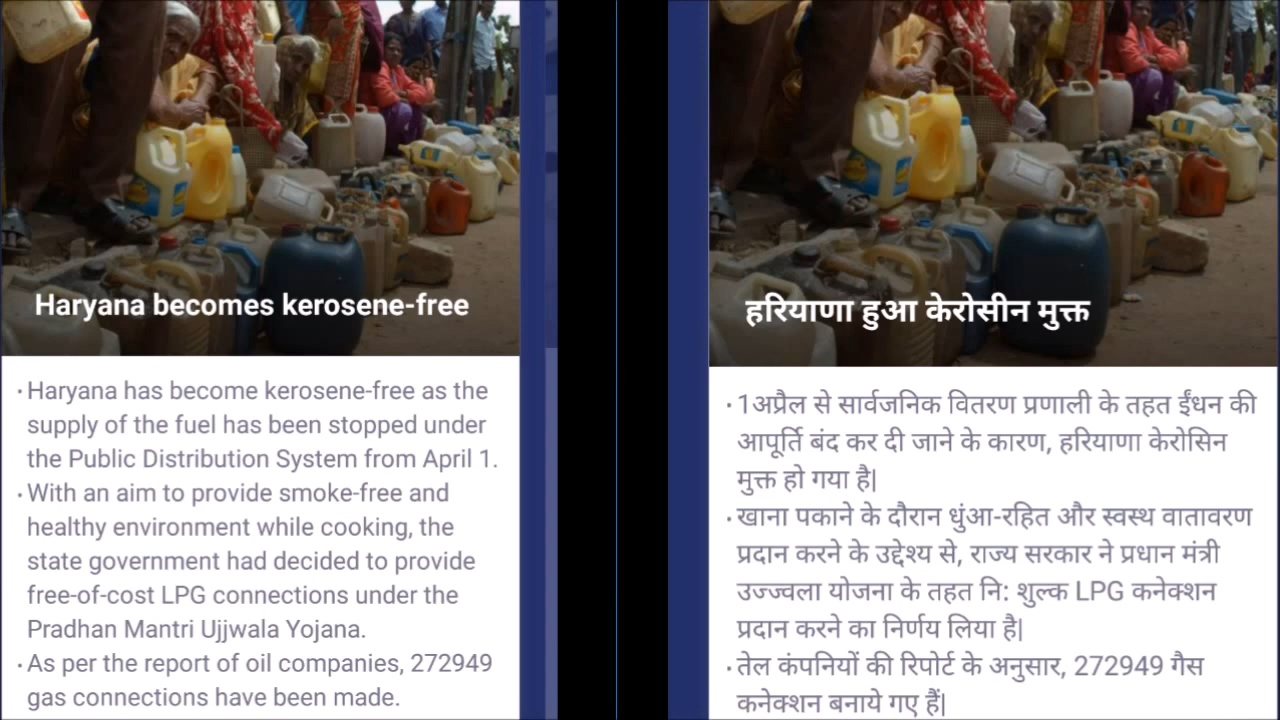 Haryana becomes kerosene-free
· Haryana has become kerosene-free as the
supply of the fuel has been stopped under
the Public Distribution System from April 1.
· With an aim to provide smoke-free and
healthy environment while cooking, the
state government had decided to provide
free-of-cost LPG connections under the
Pradhan Mantri Ujjwala Yojana.
· As per the report of oil companies, 272949
gas connections have been made.
हरियाणा हुआ केरोसीन मुक्त
· 1अप्रैल से सार्वजनिक वितरण प्रणाली के तहत ईंधन की
आपूर्ति बंद कर दी जाने के कारण, हरियाणा केरोसिन
मुक्त हो गया है|
· खाना पकाने के दौरान धुंआ-रहित और स्वस्थ वातावरण
प्रदान करने के उद्देश्य से, राज्य सरकार ने प्रधान मंत्री
उज्ज्वला योजना के तहत नि: शुल्क LPG कनेक्शन
प्रदान करने का निर्णय लिया है|
· तेल कंपनियों की रिपोर्ट के अनुसार, 272949 गैस
कनेक्शन बनाये गए हैं|